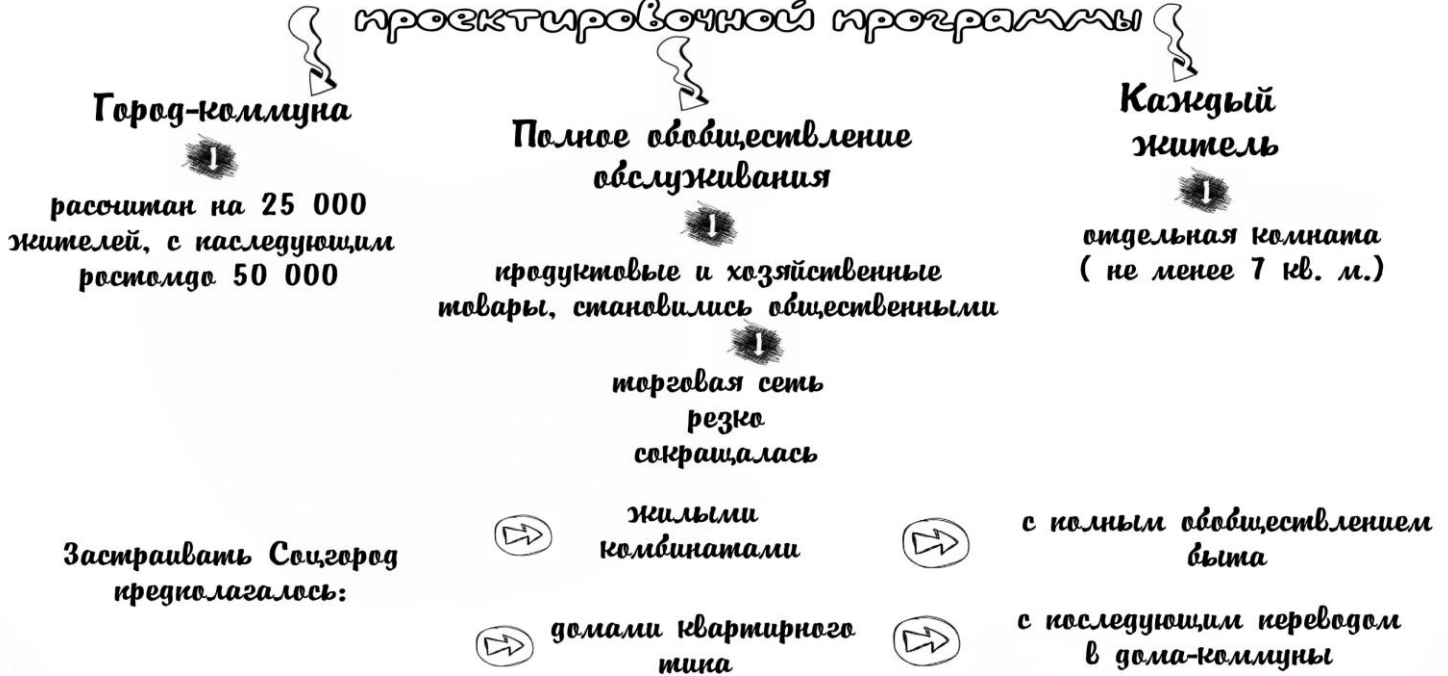 проектировочной программы
Город-коммуна
рассчитан на 25 000
жителей, с паследующим
ростомдо 50 000
Полное обобществление
обслуживания
продуктовые и хозяйственные
товары, становились общественными
торговая сеть
резко
сокращалась
Каждый
житель
отдельная комната
( не менее 7 кв. м.)
Застраивать Соцгород
предполагалось:
жилыми
комбинатами
с полным обобществлением
быта
домами квартирного
типа
с последующим переводом
в дома-коммуны